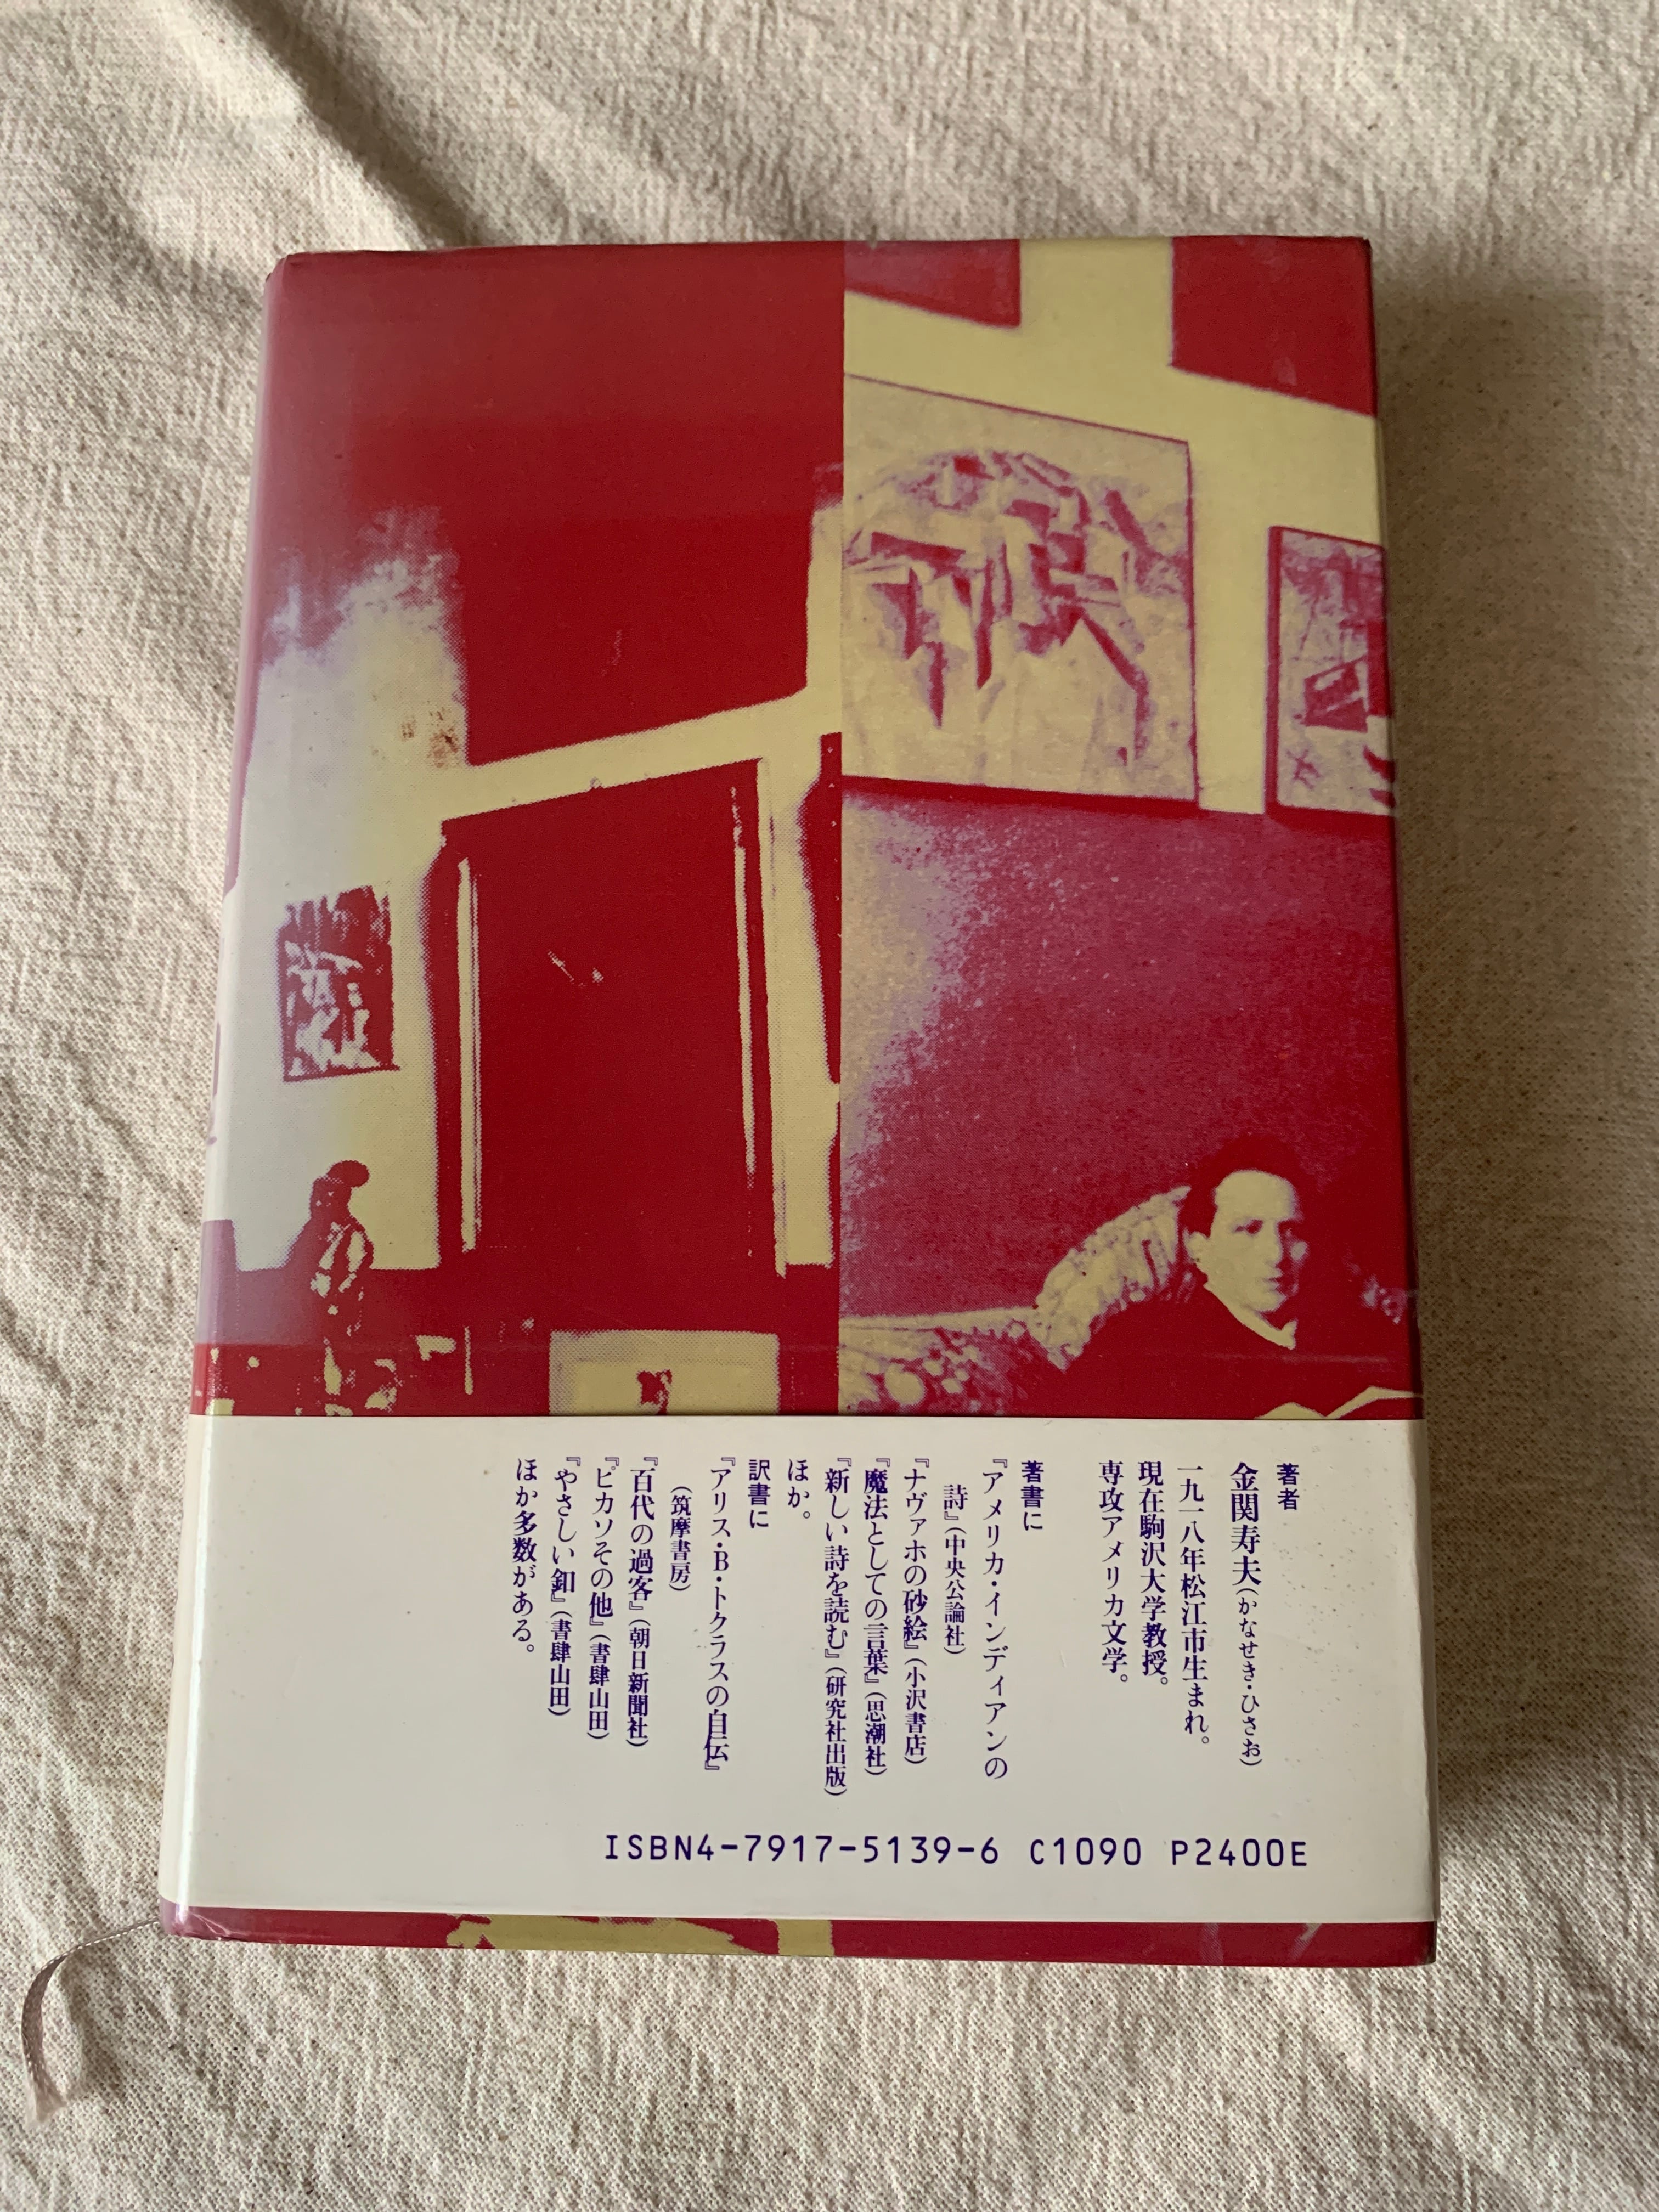 著者
金関寿夫(かなせき・ひさお)
一九一八年松江市生まれ。
現在駒沢大学教授。
専攻アメリカ文学。
著書に
『アメリカ・インディアンの
詩』(中央公論社)
『ナヴァホの砂絵』(小沢書店)
『魔法としての言葉』(思潮社)
『新しい詩を読む』(研究社出版)
ほか。
訳書に
『アリス・B・トクラスの自伝』
(筑摩書房)
『百代の過客』(朝日新聞社)
『ピカソその他』(書肆山田)
『やさしい釦』(書肆山田)
ほか多数がある。
ISBN4-7917-5139-6 C1090 P2400E